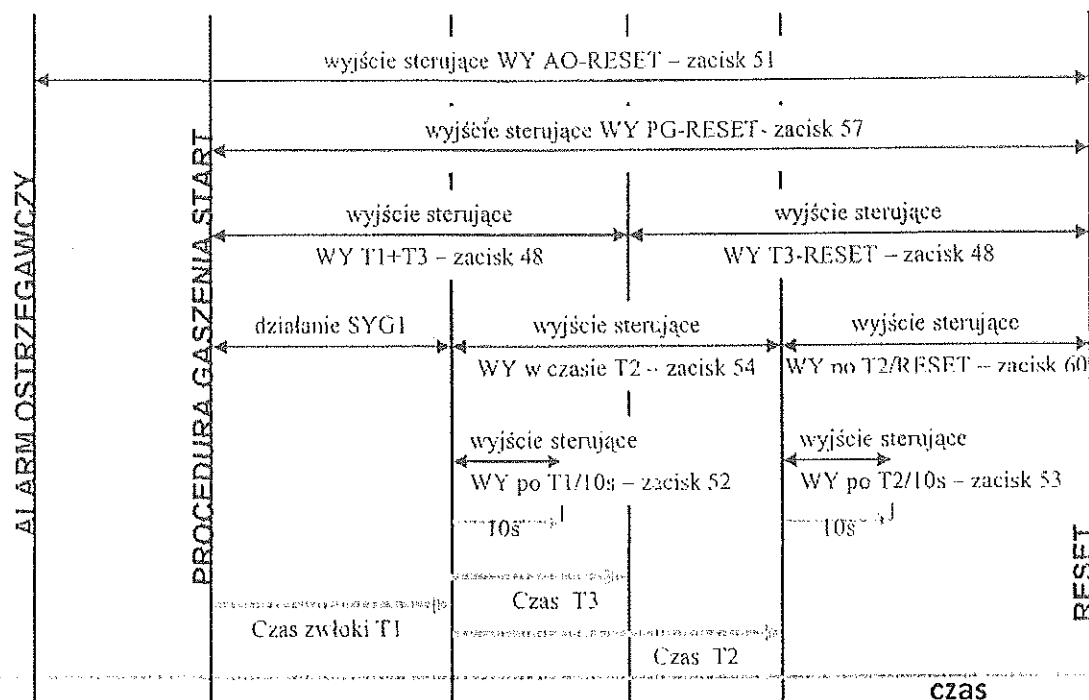 wyjście sterujące WY AO-RESET – zacisk 51
wyjście sterujące WY PG-RESET- zacisk 57
ALARM OSTRZEGAWCZY
PROCEDURA GASZENIA START
wyjście sterujące
WY T1+T3 – zacisk 48
wyjście sterujące
WY T3-RESET – zacisk 48
działanie SYG1
wyjście sterujące
WY w czasie T2 – zacisk 54
wyjście sterujące
WY po T2/RESET – zacisk 60
wyjście sterujące
WY po T1/10s – zacisk 52
wyjście sterujące
WY po T2/10s – zacisk 53
10s
10s
RESET
Czas T3
Czas zwłoki T1
Czas T2
czas